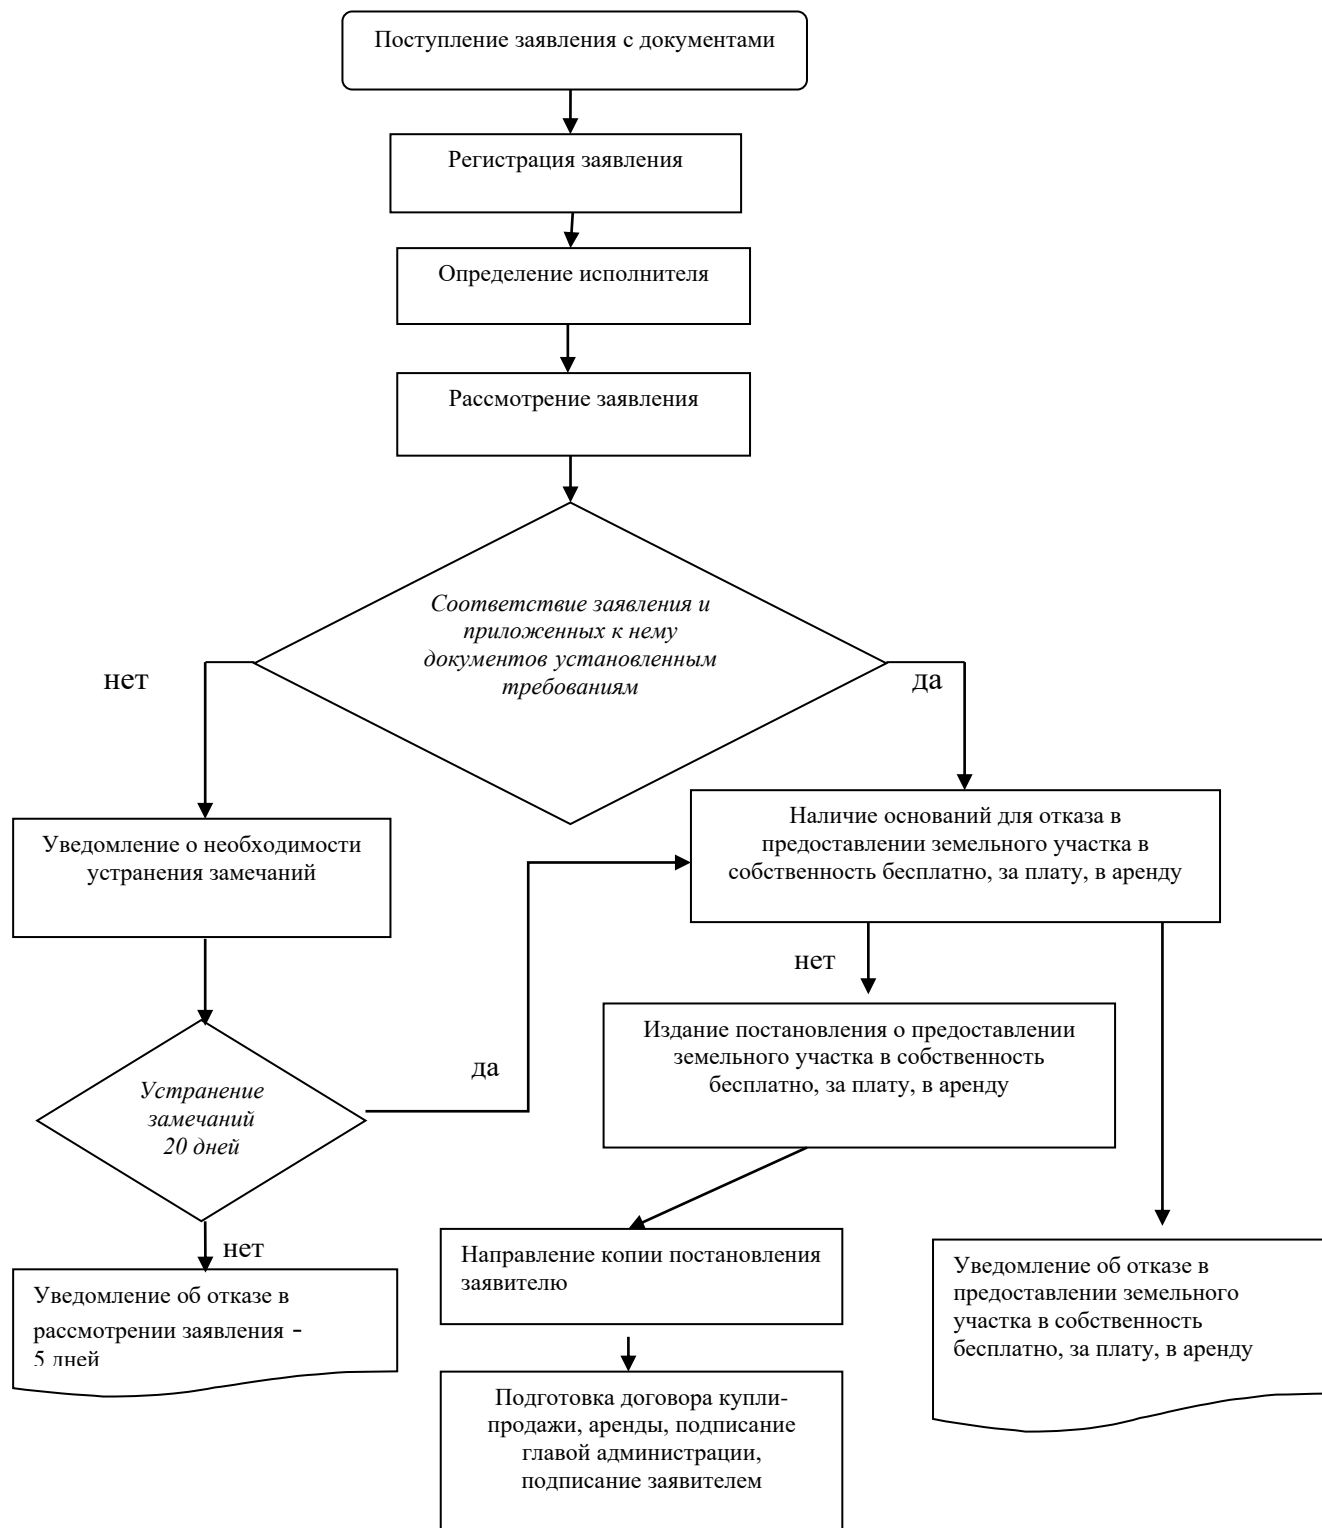 Поступление заявления с документами
Регистрация заявления
Определение исполнителя
Рассмотрение заявления
Соответствие заявления и
приложенных к нему
документов установленным
требованиям
нет
да
Уведомление о необходимости
устранения замечаний
Наличие оснований для отказа в
предоставлении земельного участка в
собственность бесплатно, за плату, в аренду
нет
Издание постановления о предоставлении
земельного участка в собственность
бесплатно, за плату, в аренду
да
Устранение
замечаний
20 дней
нет
Уведомление об отказе в
рассмотрении заявления -
5 дней
Направление копии постановления
заявителю
Уведомление об отказе в
предоставлении земельного
участка в собственность
бесплатно, за плату, в аренду
Подготовка договора купли-
продажи, аренды, подписание
главой администрации,
подписание заявителем